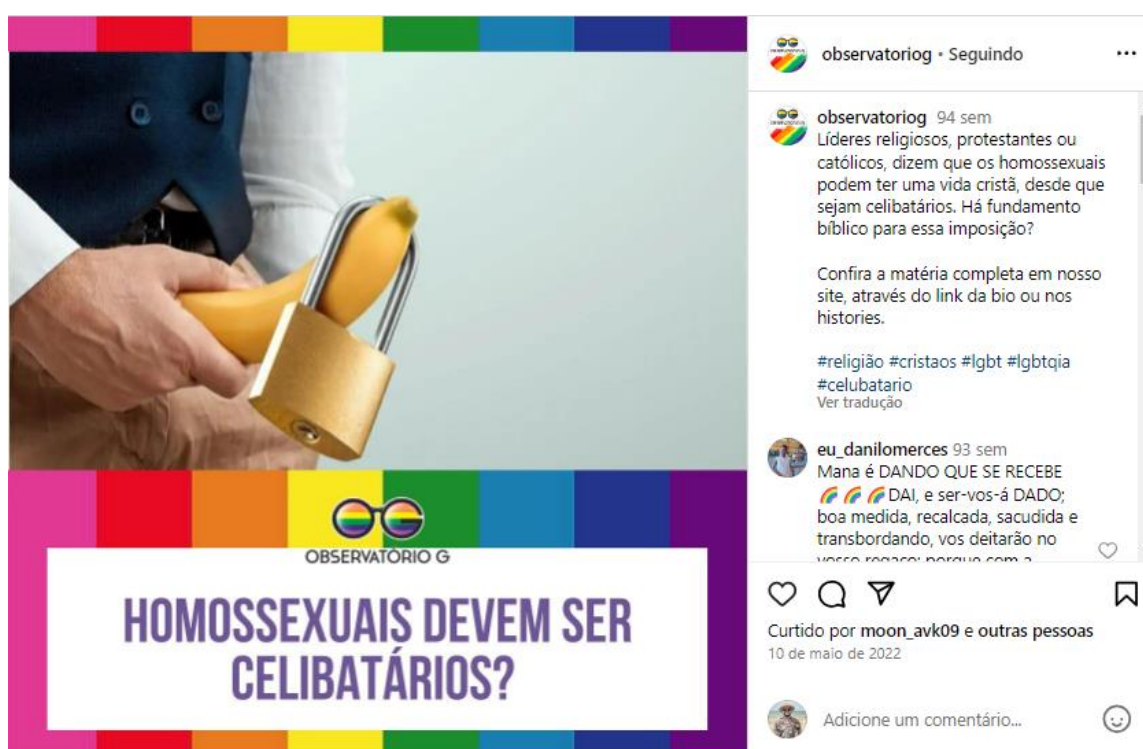 OBSERVATÓRIO G
HOMOSSEXUAIS DEVEM SER
CELIBATÁRIOS?
observatoriog • Seguindo
observatoriog 94 sem
Líderes religiosos, protestantes ou
católicos, dizem que os homossexuais
podem ter uma vida cristã, desde que
sejam celibatários. Há fundamento
bíblico para essa imposição?
Confira a matéria completa em nosso
site, através do link da bio ou nos
histories.
#religião #cristaos #lgbt #lgbtqia
#celubatario
Ver tradução
eu_danilomerces 93 sem
Mana é DANDO QUE SE RECEBE
🌈🌈🌈DAI, e ser-vos-á DADO;
boa medida, recalcada, sacudida e
transbordando, vos deitarão no
vosso regaço; porque com a
Curtido por moon_avk09 e outras pessoas
10 de maio de 2022
Adicione um comentário...